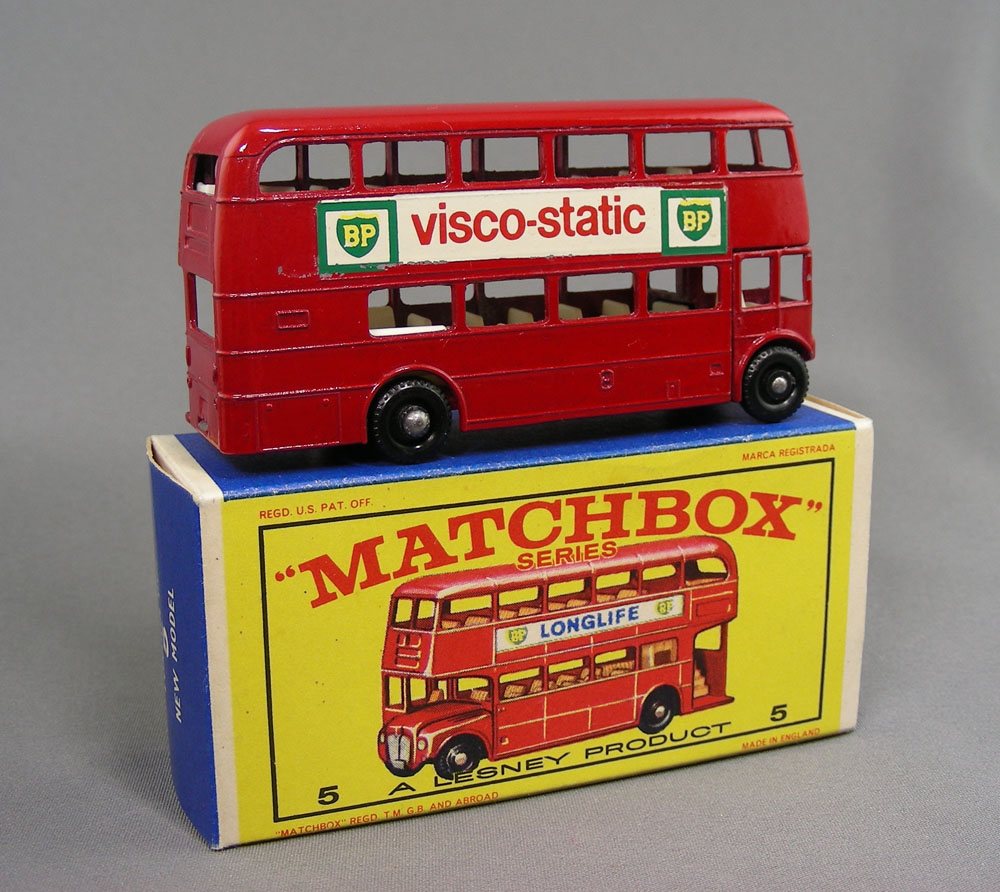 BP visco-static BP
MARCA REGISTRADA
REGD. U.S. PAT. OFF.
"MATCHBOX"
SERIES
BP LONGLIFE BP
5 A LESNEY PRODUCT 5
MADE IN ENGLAND
"MATCHBOX" REGD. T.M. G.B. AND ABROAD
5
NEW MODEL